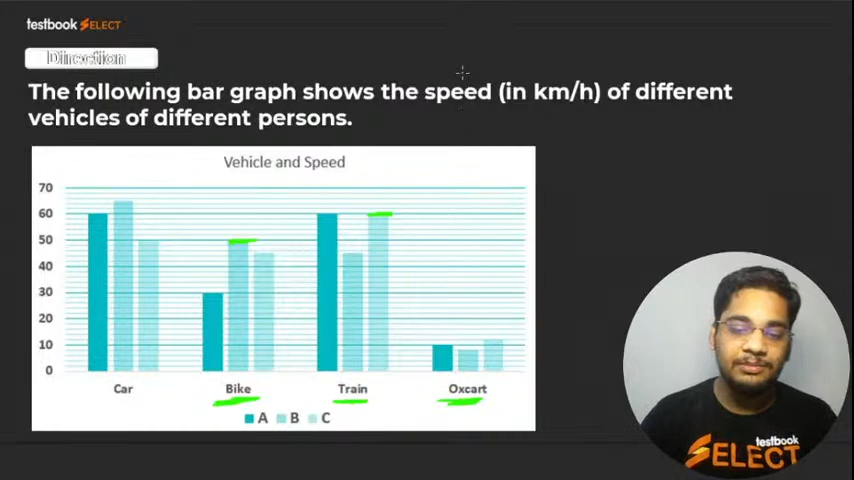 testbook SELECT
Direction
The following bar graph shows the speed (in km/h) of different
vehicles of different persons.
Vehicle and Speed
70
60
50
40
30
20
10
0
Car Bike Train Oxcart
A B C
testbook
SELECT